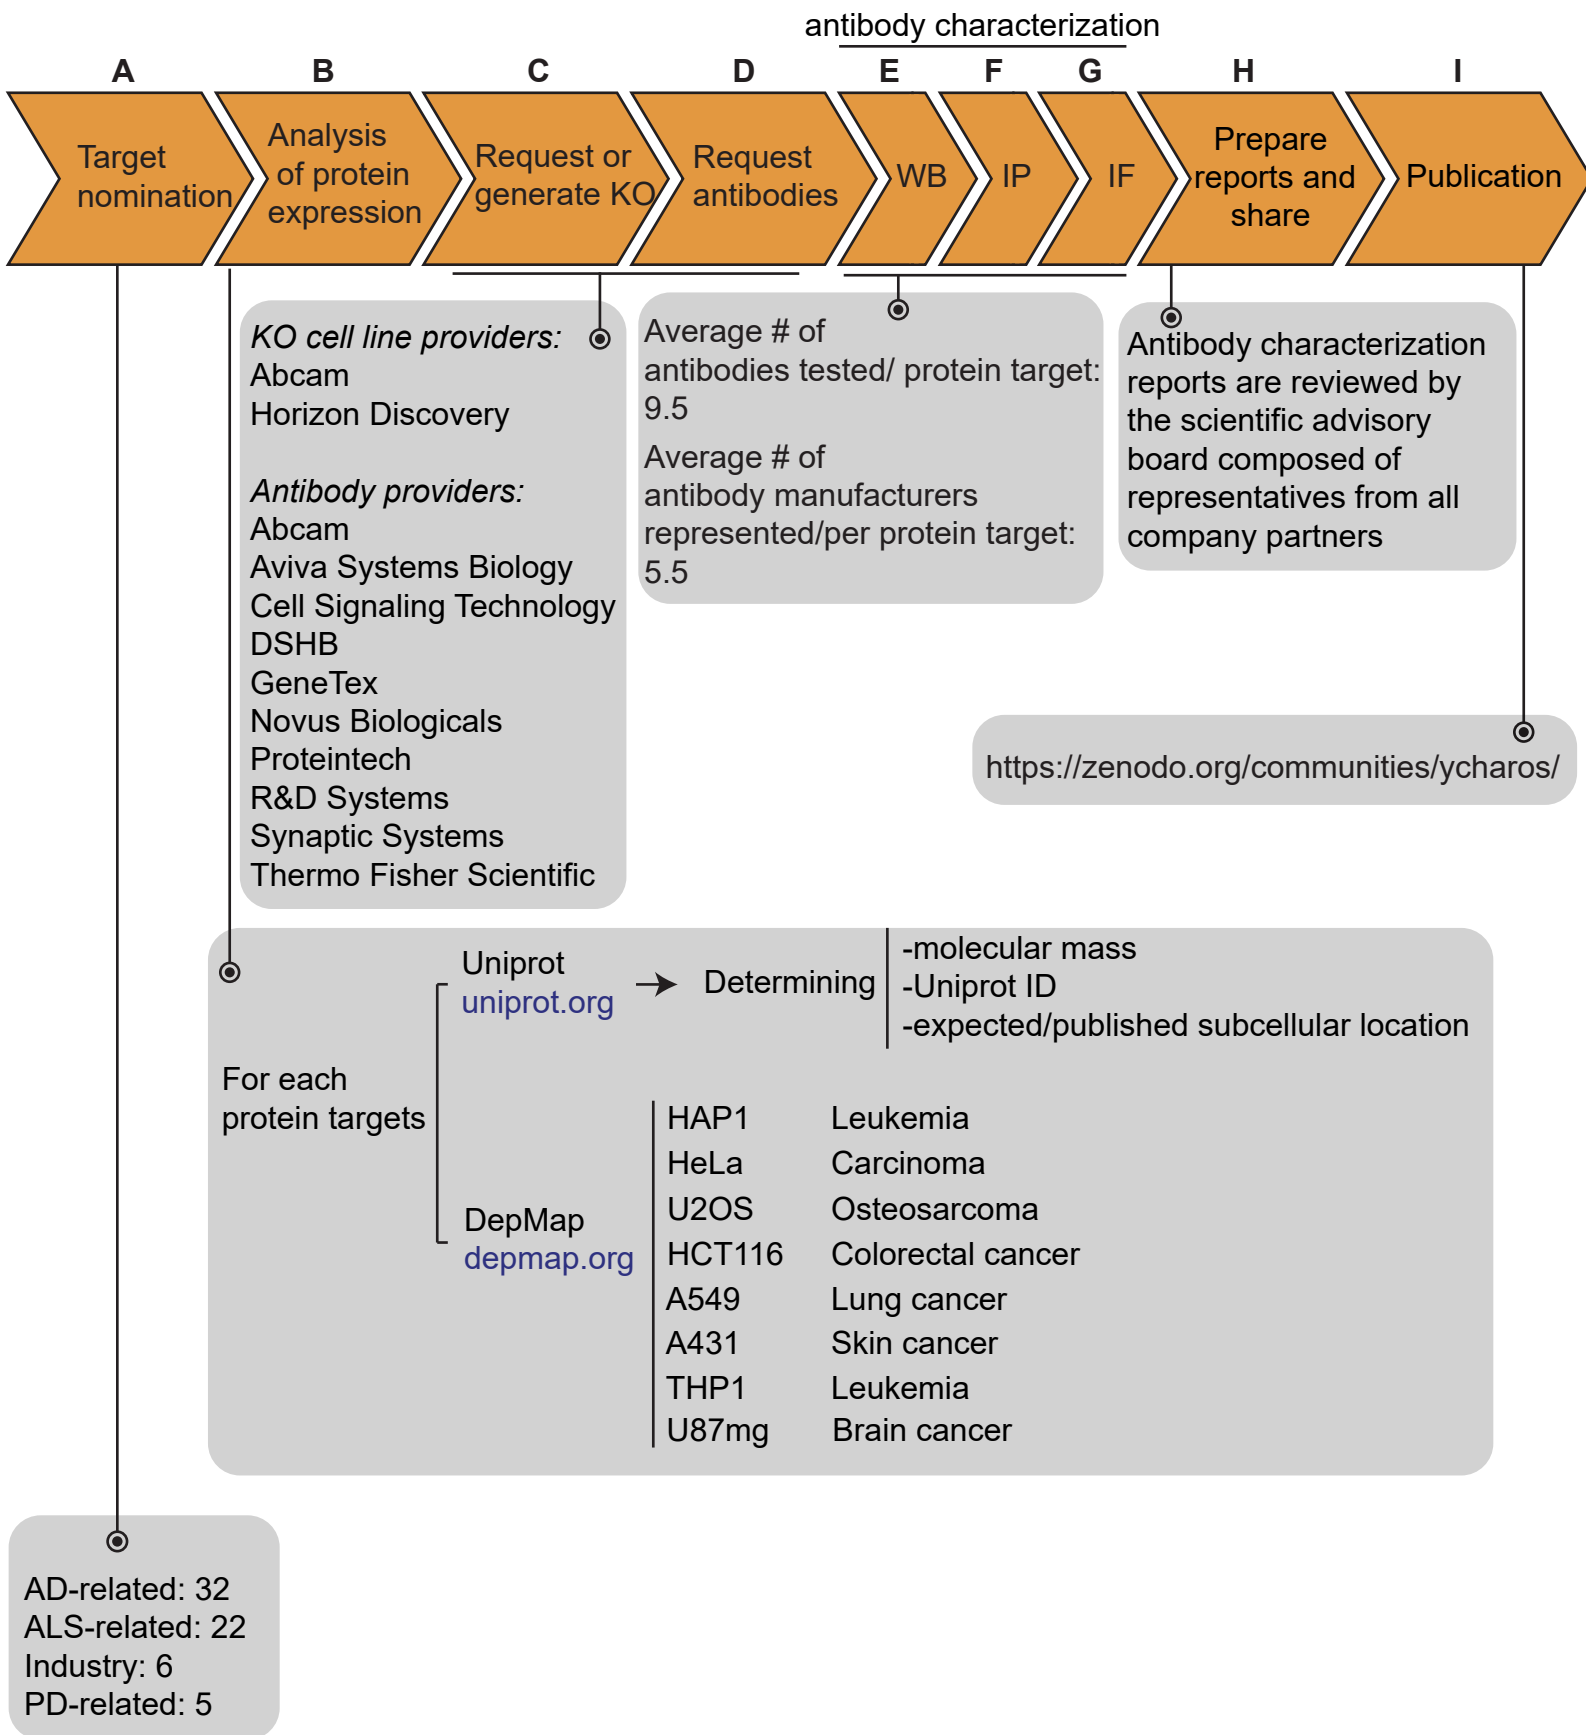 antibody characterization
A B C D E F G H I
Target
nomination
Analysis
of protein
expression
Request or
generate KO
Request
antibodies
WB
IP
IF
Prepare
reports and
share
Publication
KO cell line providers:
Abcam
Horizon Discovery
Antibody providers:
Abcam
Aviva Systems Biology
Cell Signaling Technology
DSHB
GeneTex
Novus Biologicals
Proteintech
R&D Systems
Synaptic Systems
Thermo Fisher Scientific
Average # of
antibodies tested/ protein target:
9.5
Average # of
antibody manufacturers
represented/per protein target:
5.5
Antibody characterization
reports are reviewed by
the scientific advisory
board composed of
representatives from all
company partners
https://zenodo.org/communities/ycharos/
For each
protein targets
Uniprot
uniprot.org
Determining
-molecular mass
-Uniprot ID
-expected/published subcellular location
DepMap
depmap.org
HAP1 Leukemia
HeLa Carcinoma
U2OS Osteosarcoma
HCT116 Colorectal cancer
A549 Lung cancer
A431 Skin cancer
THP1 Leukemia
U87mg Brain cancer
AD-related: 32
ALS-related: 22
Industry: 6
PD-related: 5